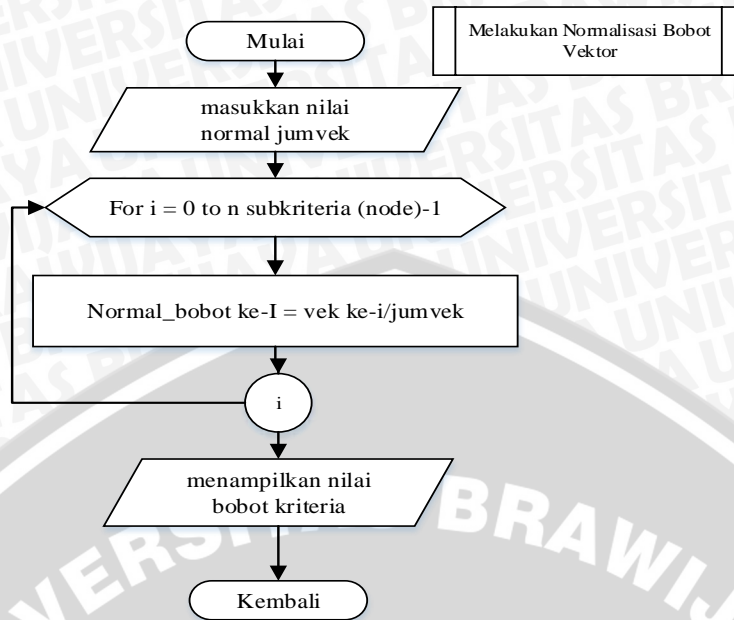 Mulai
Melakukan Normalisasi Bobot
Vektor
masukkan nilai
normal jumvek
For i = 0 to n subkriteria (node)-1
Normal_bobot ke-I = vek ke-i/jumvek
i
menampilkan nilai
bobot kriteria
Kembali